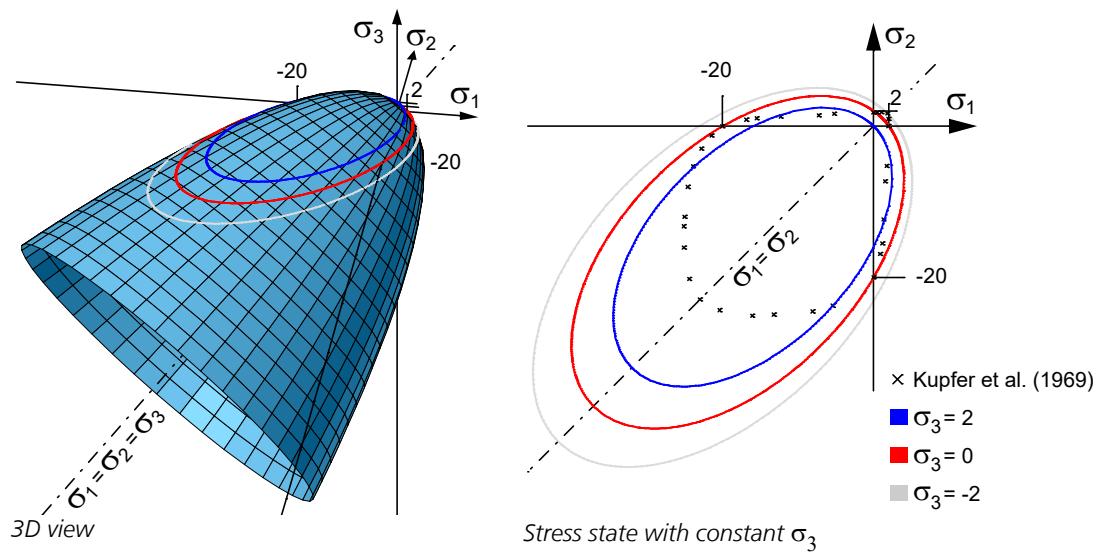 σ3
σ2
-20
2
σ1
-20
σ1 = σ2 = σ3
3D view
σ2
-20
2
σ1
σ1 = σ2
-20
× Kupfer et al. (1969)
σ3 = 2
σ3 = 0
σ3 = -2
Stress state with constant σ3